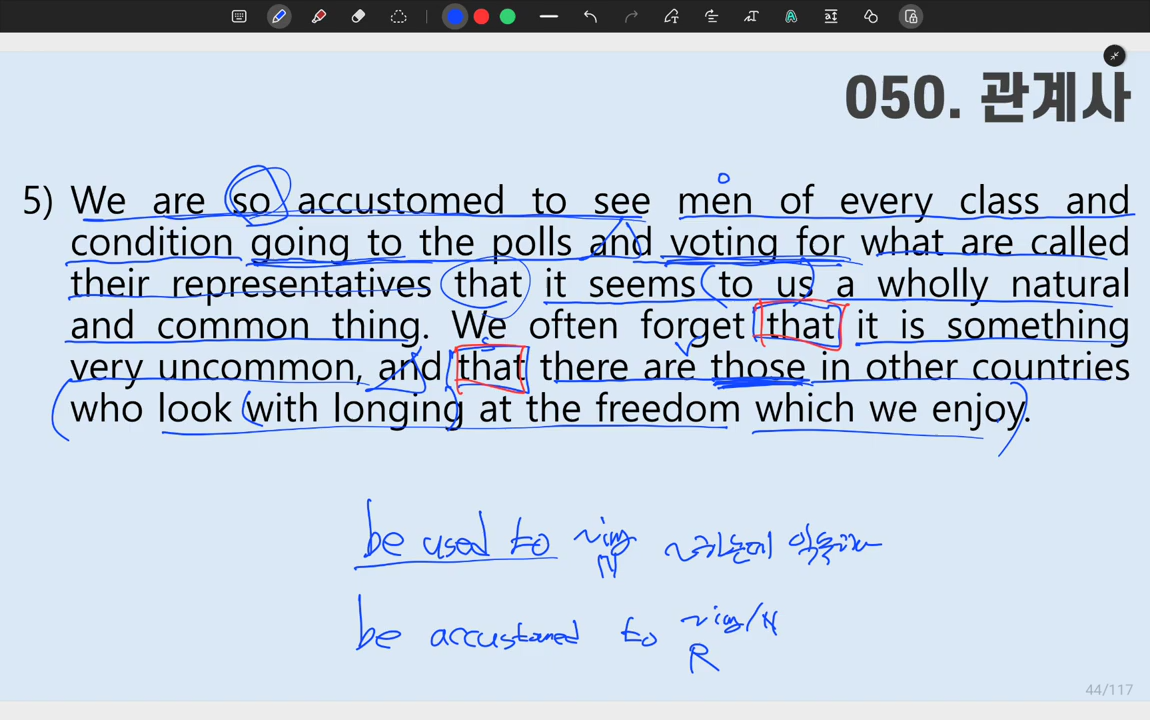 050. 관계사
5) We are so accustomed to see men of every class and
condition going to the polls and voting for what are called
their representatives that it seems to us a wholly natural
and common thing. We often forget that it is something
very uncommon, and that there are those in other countries
who look with longing at the freedom which we enjoy.
be used to ~ing
N
be accustomed to ~ing/N
R
44/117